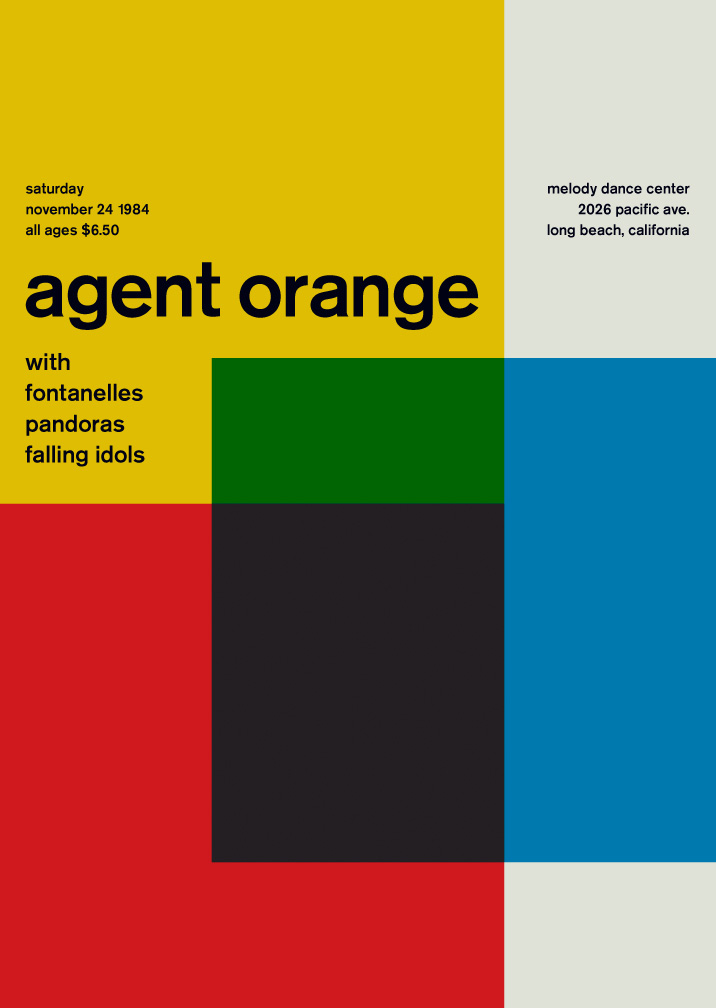 saturday
november 24 1984
all ages $6.50
melody dance center
2026 pacific ave.
long beach, california
agent orange
with
fontanelles
pandoras
falling idols